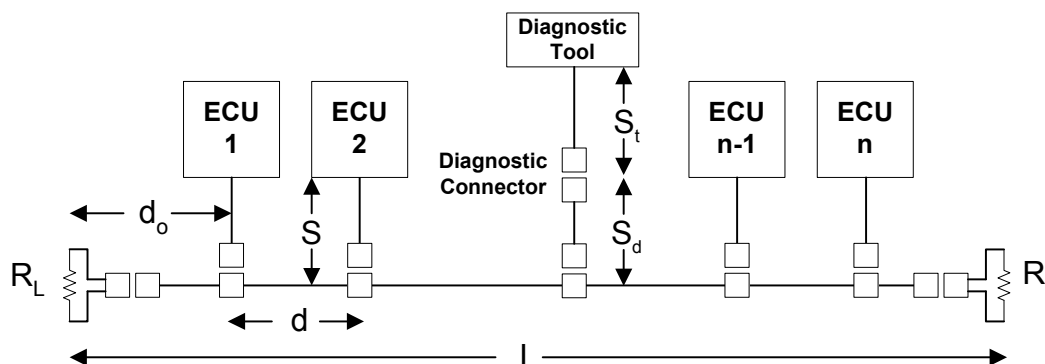 Diagnostic
Tool
ECU
1
ECU
2
ECU
n-1
ECU
n
St
Diagnostic
Connector
do
S
Sd
RL
R
d